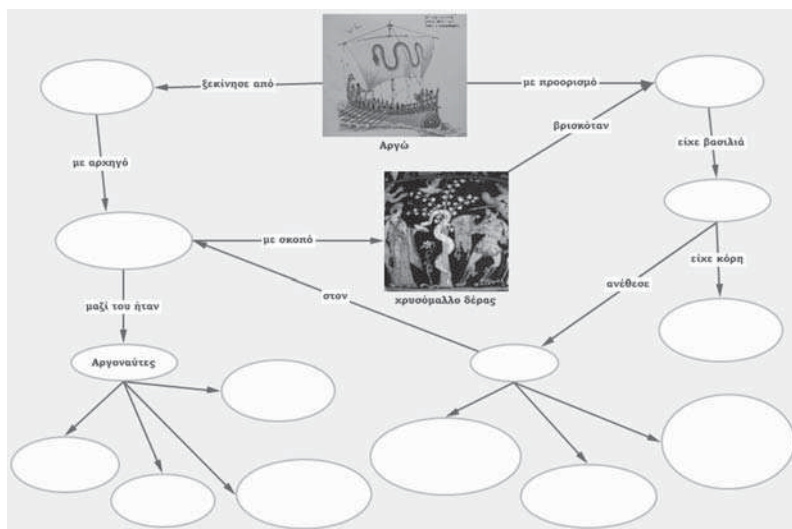 ξεκίνησε από
με προορισμό
Αργώ
βρισκόταν
είχε βασιλιά
με αρχηγό
με σκοπό
είχε κόρη
στον
ανέθεσε
χρυσόμαλλο δέρας
μαζί του ήταν
Αργοναύτες